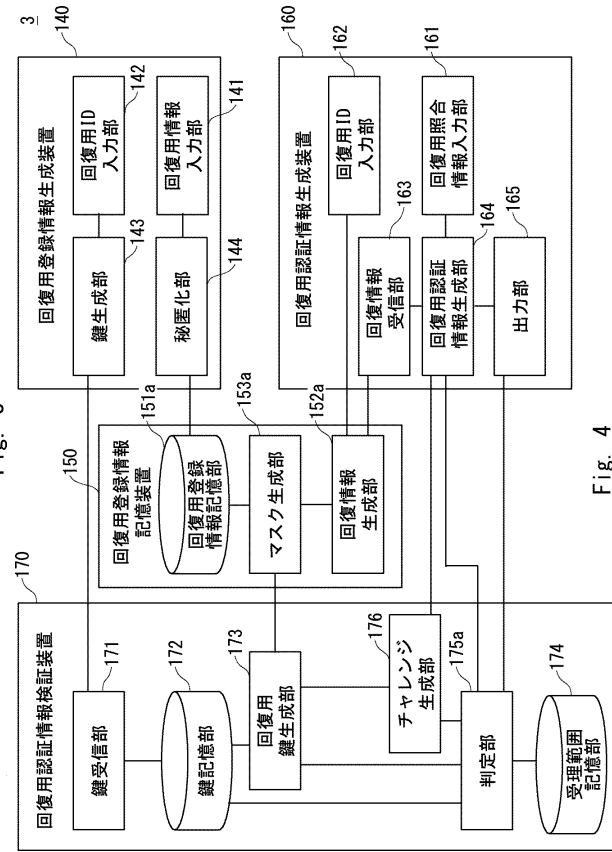 3
140
回復用登録情報生成装置
142
回復用ID
入力部
141
回復用情報
入力部
143
鍵生成部
144
秘匿化部
160
回復用認証情報生成装置
162
回復用ID
入力部
161
回復用照合
情報入力部
163
回復情報
受信部
164
回復用認証
情報生成部
165
出力部
150
回復用登録情報
記憶装置
151a
回復用登録
情報記憶部
153a
マスク生成部
152a
回復情報
生成部
170
回復用認証情報検証装置
171
鍵受信部
172
鍵記憶部
173
回復用
鍵生成部
176
チャレンジ
生成部
175a
判定部
174
受理範囲
記憶部
Fig. 4